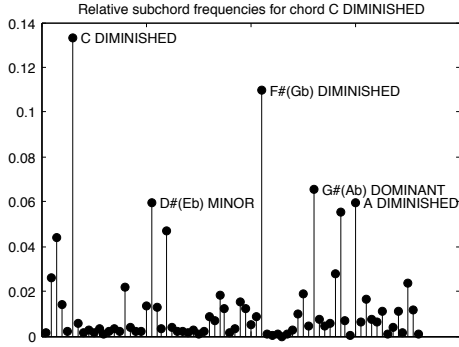 Relative subchord frequencies for chord C DIMINISHED
0.14
C DIMINISHED
0.12
F#(Gb) DIMINISHED
0.1
0.08
G#(Ab) DOMINANT
D#(Eb) MINOR
A DIMINISHED
0.06
0.04
0.02
0